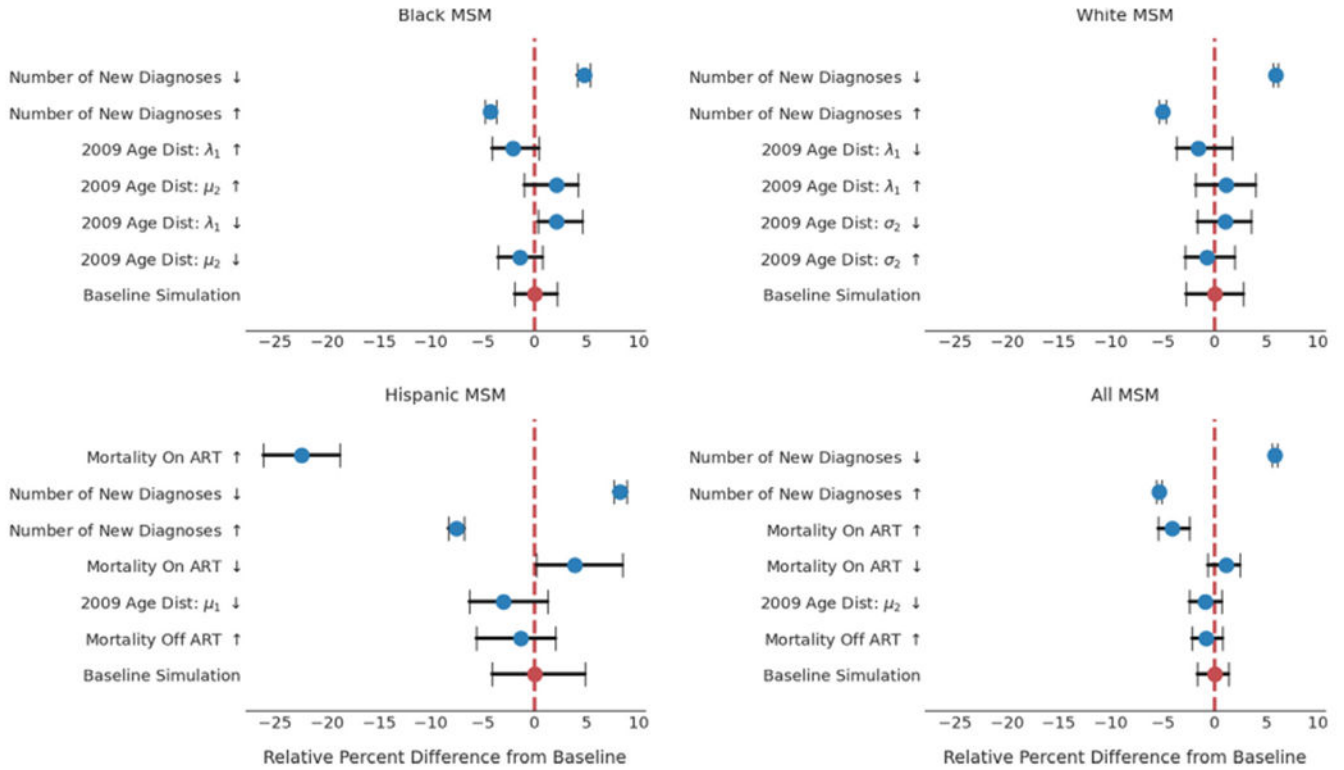 Black MSM
Number of New Diagnoses ↓
Number of New Diagnoses ↑
2009 Age Dist: λ₁ ↑
2009 Age Dist: μ₂ ↑
2009 Age Dist: λ₁ ↓
2009 Age Dist: μ₂ ↓
Baseline Simulation
−25 −20 −15 −10 −5 0 5 10
White MSM
Number of New Diagnoses ↓
Number of New Diagnoses ↑
2009 Age Dist: λ₁ ↓
2009 Age Dist: λ₁ ↑
2009 Age Dist: σ₂ ↓
2009 Age Dist: σ₂ ↑
Baseline Simulation
−25 −20 −15 −10 −5 0 5 10
Hispanic MSM
Mortality On ART ↑
Number of New Diagnoses ↓
Number of New Diagnoses ↑
Mortality On ART ↓
2009 Age Dist: μ₁ ↓
Mortality Off ART ↑
Baseline Simulation
−25 −20 −15 −10 −5 0 5 10
Relative Percent Difference from Baseline
All MSM
Number of New Diagnoses ↓
Number of New Diagnoses ↑
Mortality On ART ↑
Mortality On ART ↓
2009 Age Dist: μ₂ ↓
Mortality Off ART ↑
Baseline Simulation
−25 −20 −15 −10 −5 0 5 10
Relative Percent Difference from Baseline